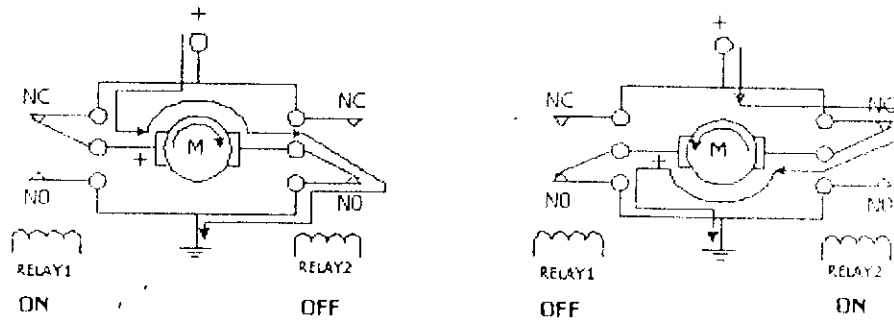 +
NC
NC
M
+
NO
NO
RELAY1
RELAY2
ON
OFF
+
NC
NC
M
+
NO
NO
RELAY1
RELAY2
OFF
ON